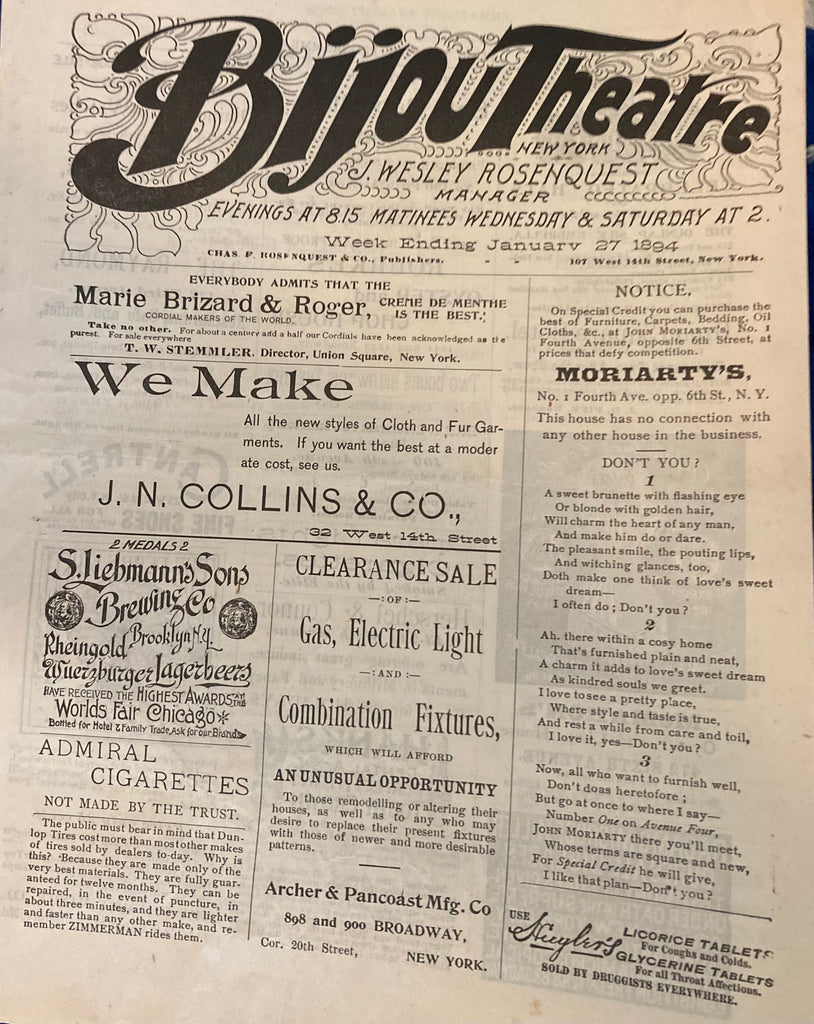 Bijou Theatre
NEW YORK
J. WESLEY ROSENQUEST
MANAGER
EVENINGS AT 8.15 MATINEES WEDNESDAY & SATURDAY AT 2.
Week Ending January 27 1894
CHAS. F. ROSENQUEST & CO., Publishers. - - 107 West 14th Street, New York.
EVERYBODY ADMITS THAT THE
Marie Brizard & Roger, CREME DE MENTHE
CORDIAL MAKERS OF THE WORLD. IS THE BEST.
Take no other. For about a century add a half our Cordials have been acknowledged as the
purest. For sale everywhere
T. W. STEMMLER, Director, Union Square, New York.
We Make
All the new styles of Cloth and Fur Gar-
ments. If you want the best at a moder
ate cost, see us.
J. N. COLLINS & CO.,
32 West 14th Street
2 MEDALS 2
S. Liebmann's Sons
Brewing Co
Brooklyn N.Y.
Rheingold
Wuerzburger Lagerbeers
HAVE RECEIVED THE HIGHEST AWARDS AT THE
Worlds Fair Chicago
Bottled for Hotel & Family Trade, Ask for our Brands
ADMIRAL
CIGARETTES
NOT MADE BY THE TRUST.
The public must bear in mind that Dun-
lop Tires cost more than most other makes
of tires sold by dealers to-day. Why is
this? Because they are made only of the
very best materials. They are fully guar-
anteed for twelve months. They can be
repaired, in the event of puncture, in
about three minutes, and they are lighter
and faster than any other make, and re-
member ZIMMERMAN rides them.
CLEARANCE SALE
—: OF :—
Gas, Electric Light
—: AND :—
Combination Fixtures,
WHICH WILL AFFORD
AN UNUSUAL OPPORTUNITY
To those remodelling or altering their
houses, as well as to any who may
desire to replace their present fixtures
with those of newer and more desirable
patterns.
Archer & Pancoast Mfg. Co
898 and 900 BROADWAY,
Cor. 20th Street, NEW YORK.
NOTICE.
On Special Credit you can purchase the
best of Furniture, Carpets, Bedding, Oil
Cloths, &c., at JOHN MORIARTY'S, No. 1
Fourth Avenue, opposite 6th Street, at
prices that defy competition.
MORIARTY'S,
No. 1 Fourth Ave. opp. 6th St., N. Y.
This house has no connection with
any other house in the business.
DON'T YOU?
1
A sweet brunette with flashing eye
Or blonde with golden hair,
Will charm the heart of any man,
And make him do or dare.
The pleasant smile, the pouting lips,
And witching glances, too,
Doth make one think of love's sweet
dream—
I often do; Don't you?
2
Ah. there within a cosy home
That's furnished plain and neat,
A charm it adds to love's sweet dream
As kindred souls we greet.
I love to see a pretty place,
Where style and taste is true,
And rest a while from care and toil,
I love it, yes—Don't you?
3
Now, all who want to furnish well,
Don't do as heretofore;
But go at once to where I say—
Number One on Avenue Four,
JOHN MORIARTY there you'll meet,
Whose terms are square and new,
For Special Credit he will give,
I like that plan—Don't you?
USE
Huyler's
LICORICE TABLETS
For Coughs and Colds.
GLYCERINE TABLETS
For all Throat Affections.
SOLD BY DRUGGISTS EVERYWHERE.